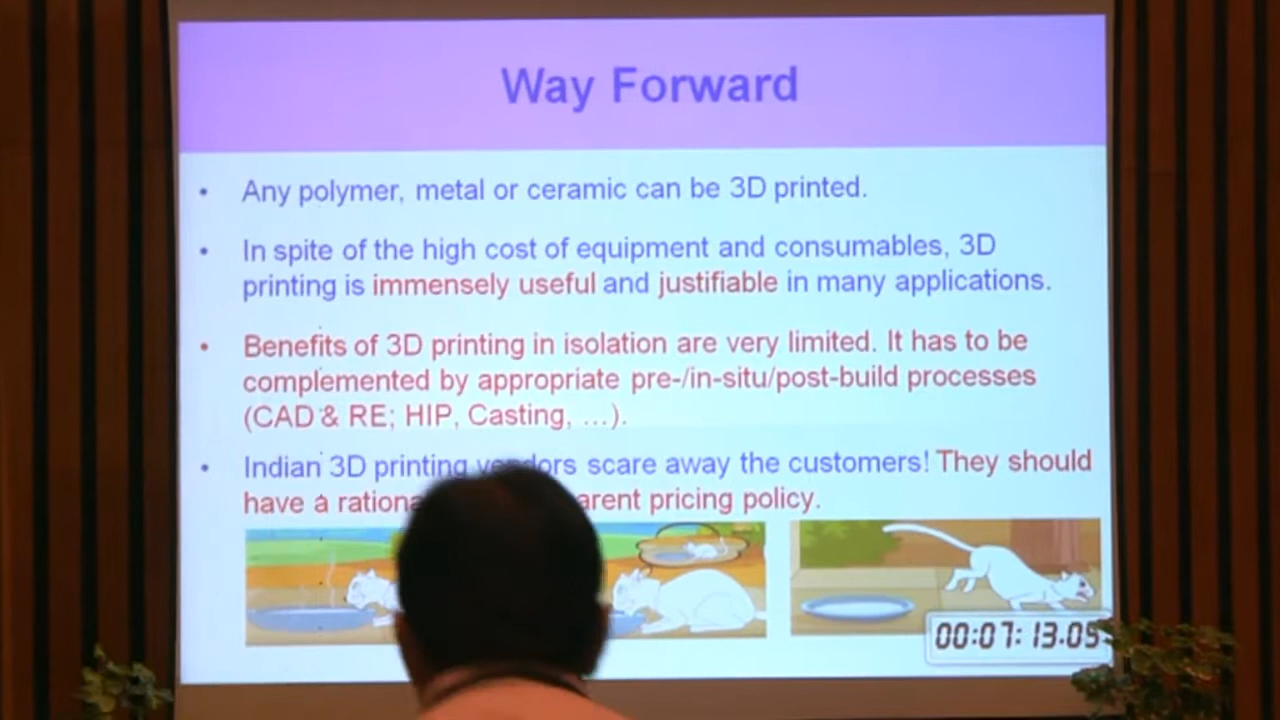 Way Forward
• Any polymer, metal or ceramic can be 3D printed.
• In spite of the high cost of equipment and consumables, 3D
printing is immensely useful and justifiable in many applications.
• Benefits of 3D printing in isolation are very limited. It has to be
complemented by appropriate pre-/in-situ/post-build processes
(CAD & RE; HIP, Casting, ...).
• Indian 3D printing vendors scare away the customers! They should
have a pricing policy.
00:07:13.05